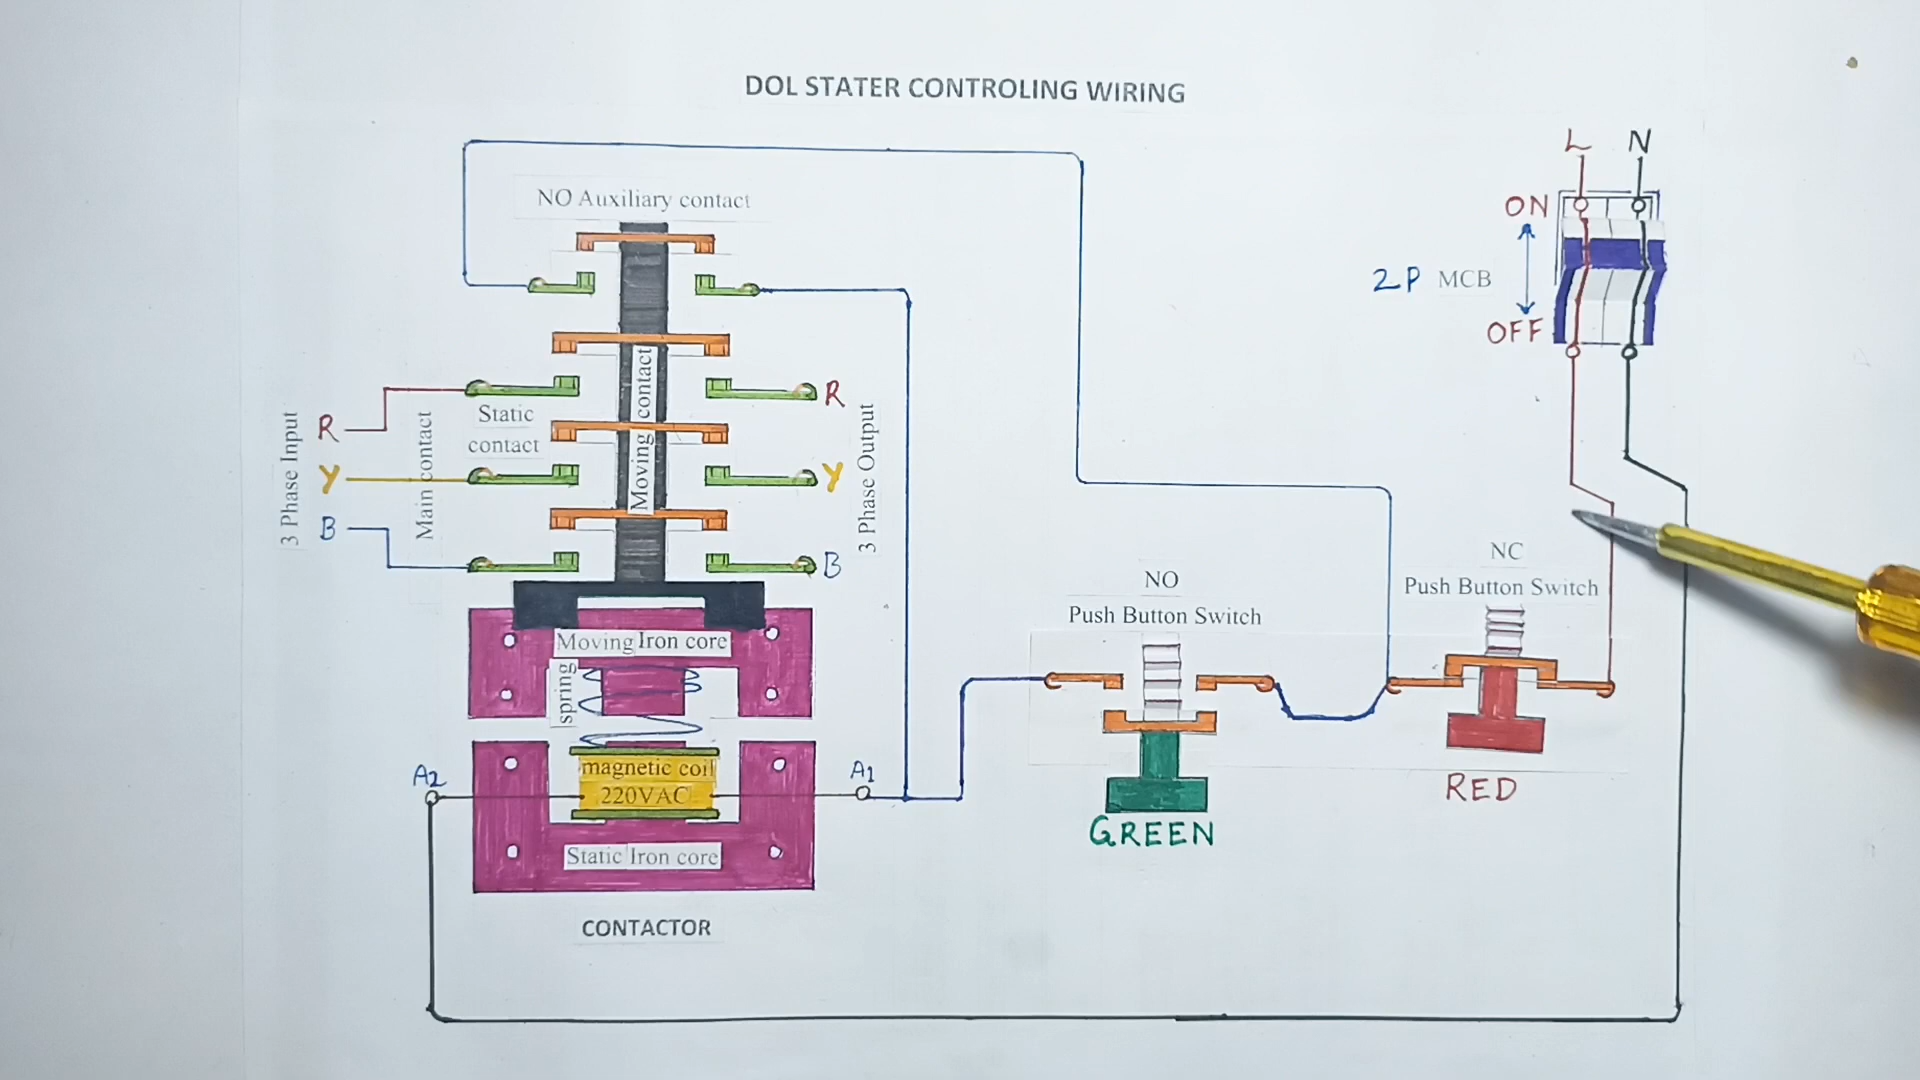 DOL STATER CONTROLING WIRING
L N
NO Auxiliary contact
ON
2P MCB
OFF
3 Phase Input
R
Y
B
Main contact
Static
contact
Moving contact
R
Y
B
3 Phase Output
NO
Push Button Switch
NC
Push Button Switch
Moving Iron core
spring
A2
magnetic coil
220VAC
A1
Static Iron core
GREEN
RED
CONTACTOR